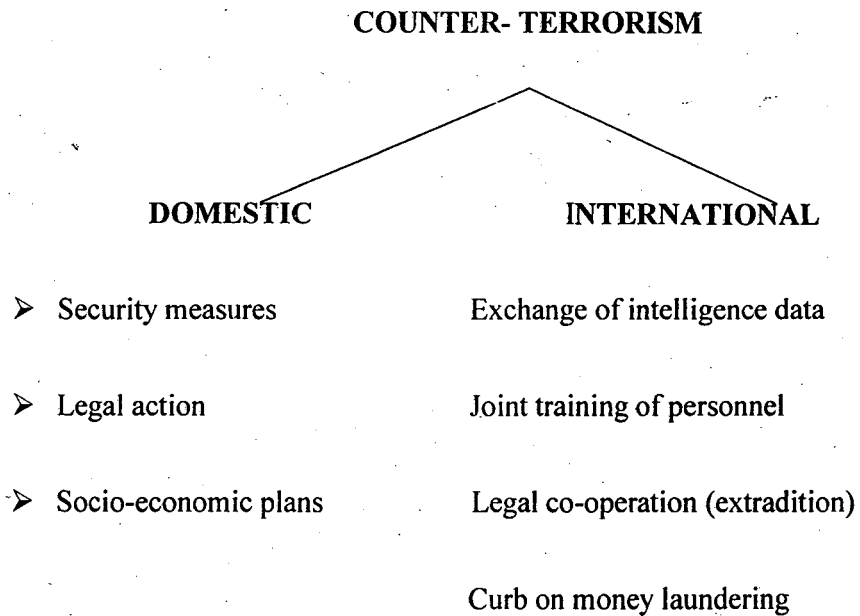 COUNTER- TERRORISM
DOMESTIC INTERNATIONAL
➢ Security measures Exchange of intelligence data
➢ Legal action Joint training of personnel
➢ Socio-economic plans Legal co-operation (extradition)
Curb on money laundering